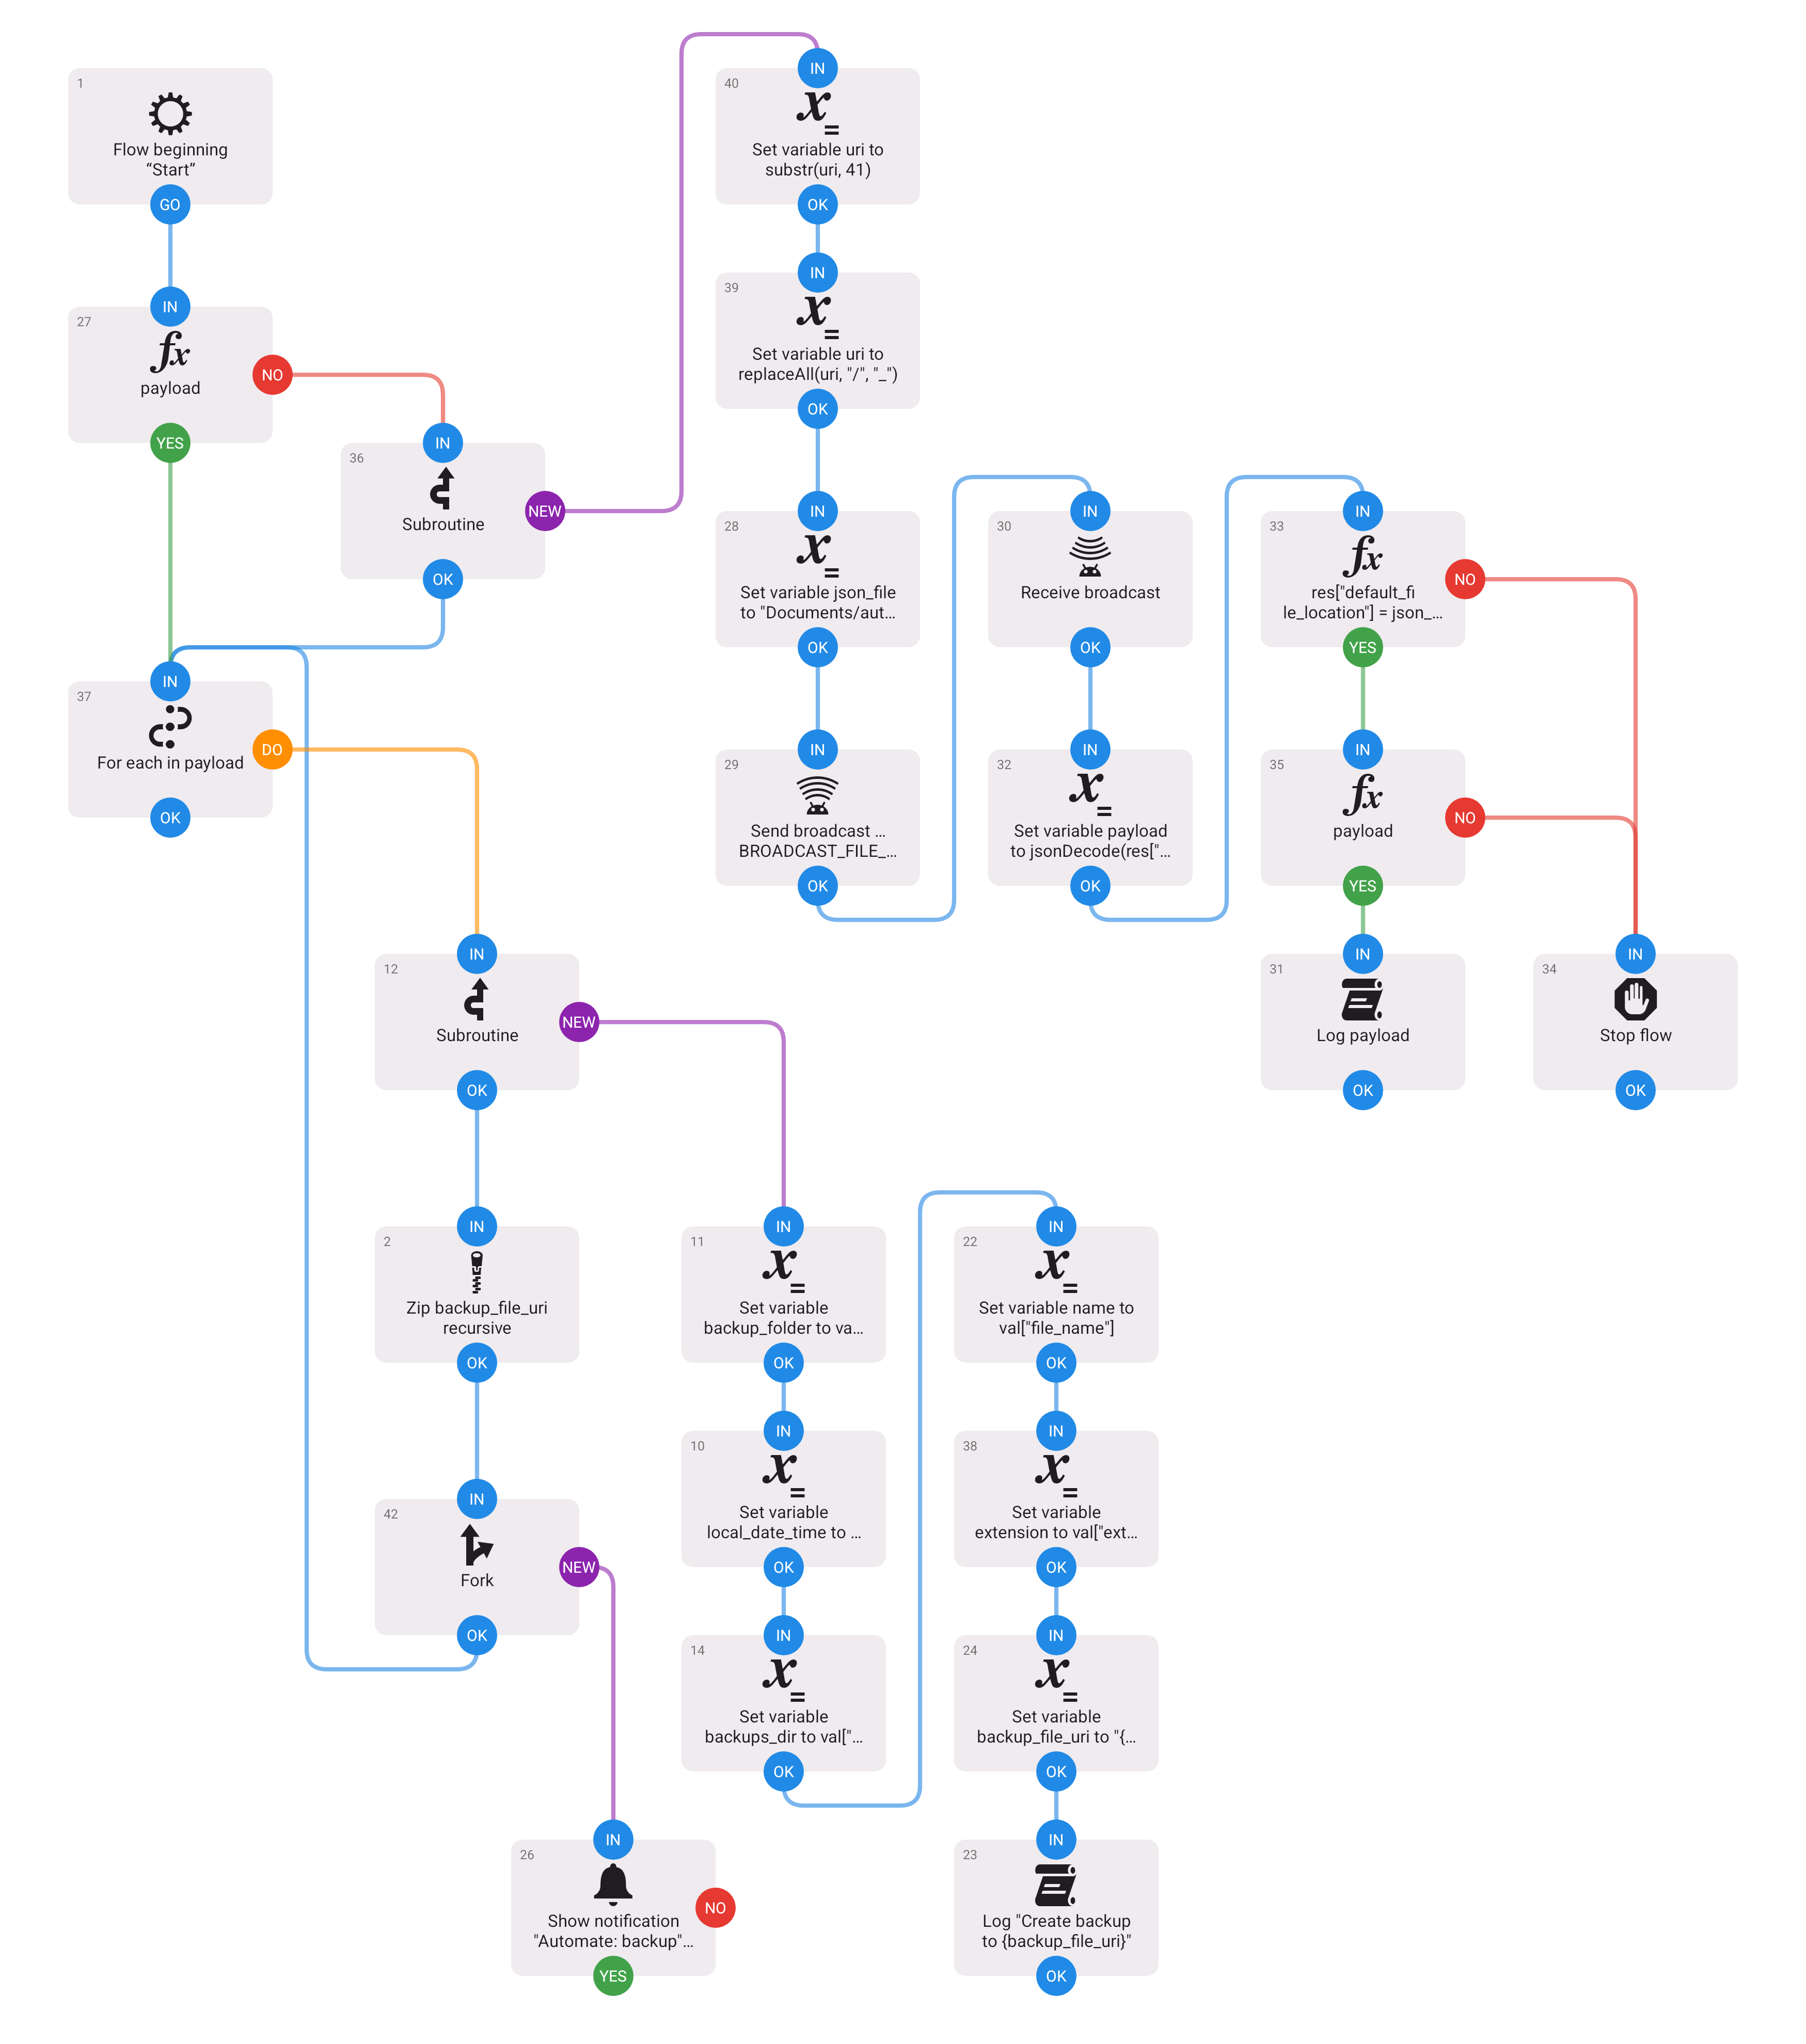 1
Flow beginning
“Start”
GO
IN
27
payload
NO
YES
IN
36
Subroutine
NEW
OK
IN
37
For each in payload
DO
OK
IN
40
Set variable uri to
substr(uri, 41)
OK
IN
39
Set variable uri to
replaceAll(uri, "/", "_")
OK
IN
28
Set variable json_file
to "Documents/aut…
OK
IN
29
Send broadcast …
BROADCAST_FILE_…
OK
IN
30
Receive broadcast
OK
IN
32
Set variable payload
to jsonDecode(res["…
OK
IN
33
res["default_fi
le_location"] = json_…
NO
YES
IN
35
payload
NO
YES
IN
31
Log payload
OK
IN
34
Stop flow
OK
IN
12
Subroutine
NEW
OK
IN
2
Zip backup_file_uri
recursive
OK
IN
42
Fork
NEW
OK
IN
26
Show notification
"Automate: backup"…
NO
YES
IN
11
Set variable
backup_folder to va…
OK
IN
10
Set variable
local_date_time to …
OK
IN
14
Set variable
backups_dir to val["…
OK
IN
22
Set variable name to
val["file_name"]
OK
IN
38
Set variable
extension to val["ext…
OK
IN
24
Set variable
backup_file_uri to "{…
OK
IN
23
Log "Create backup
to {backup_file_uri}"
OK